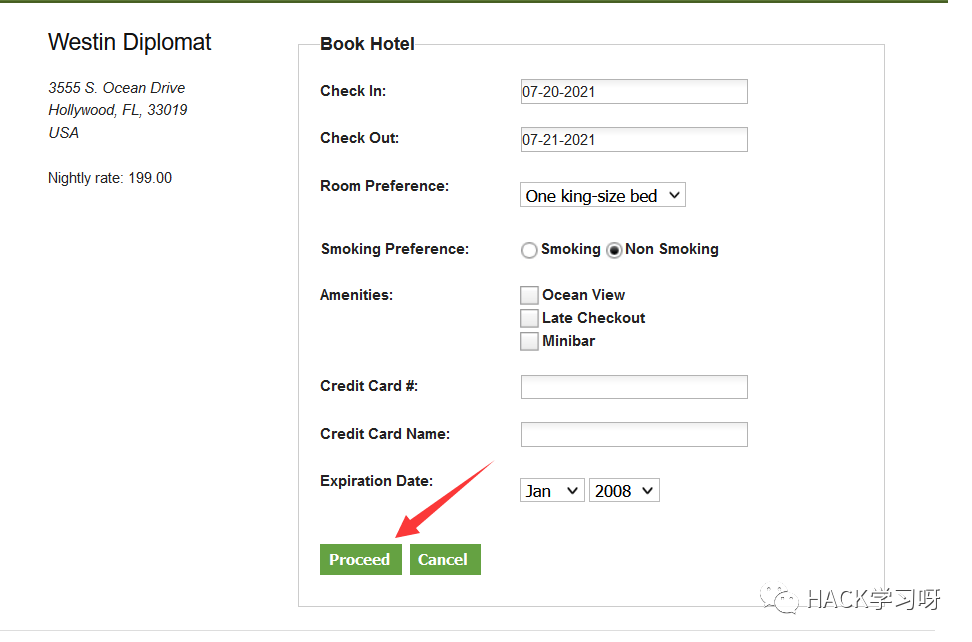 Westin Diplomat
3555 S. Ocean Drive
Hollywood, FL, 33019
USA
Nightly rate: 199.00
Book Hotel
Check In: 07-20-2021
Check Out: 07-21-2021
Room Preference: One king-size bed
Smoking Preference: Smoking Non Smoking
Amenities: Ocean View
Late Checkout
Minibar
Credit Card #:
Credit Card Name:
Expiration Date: Jan 2008
Proceed Cancel
HACK学习呀